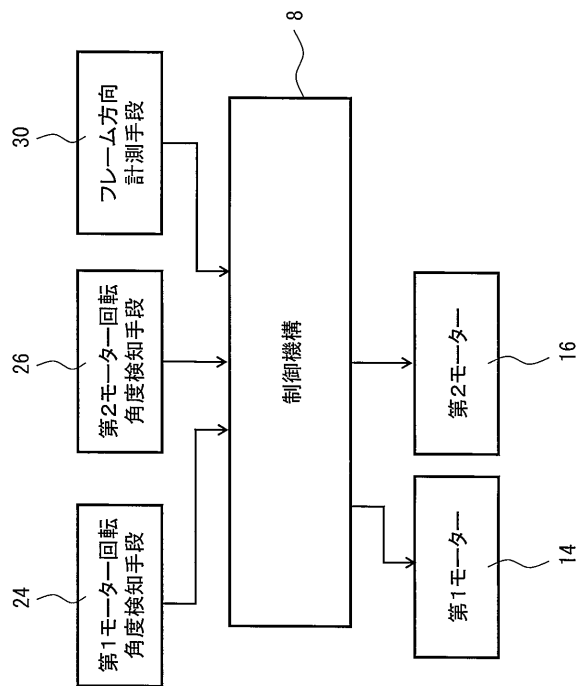 24
第1モーター回転
角度検知手段
26
第2モーター回転
角度検知手段
30
フレーム方向
計測手段
8
制御機構
第1モーター
14
第2モーター
16